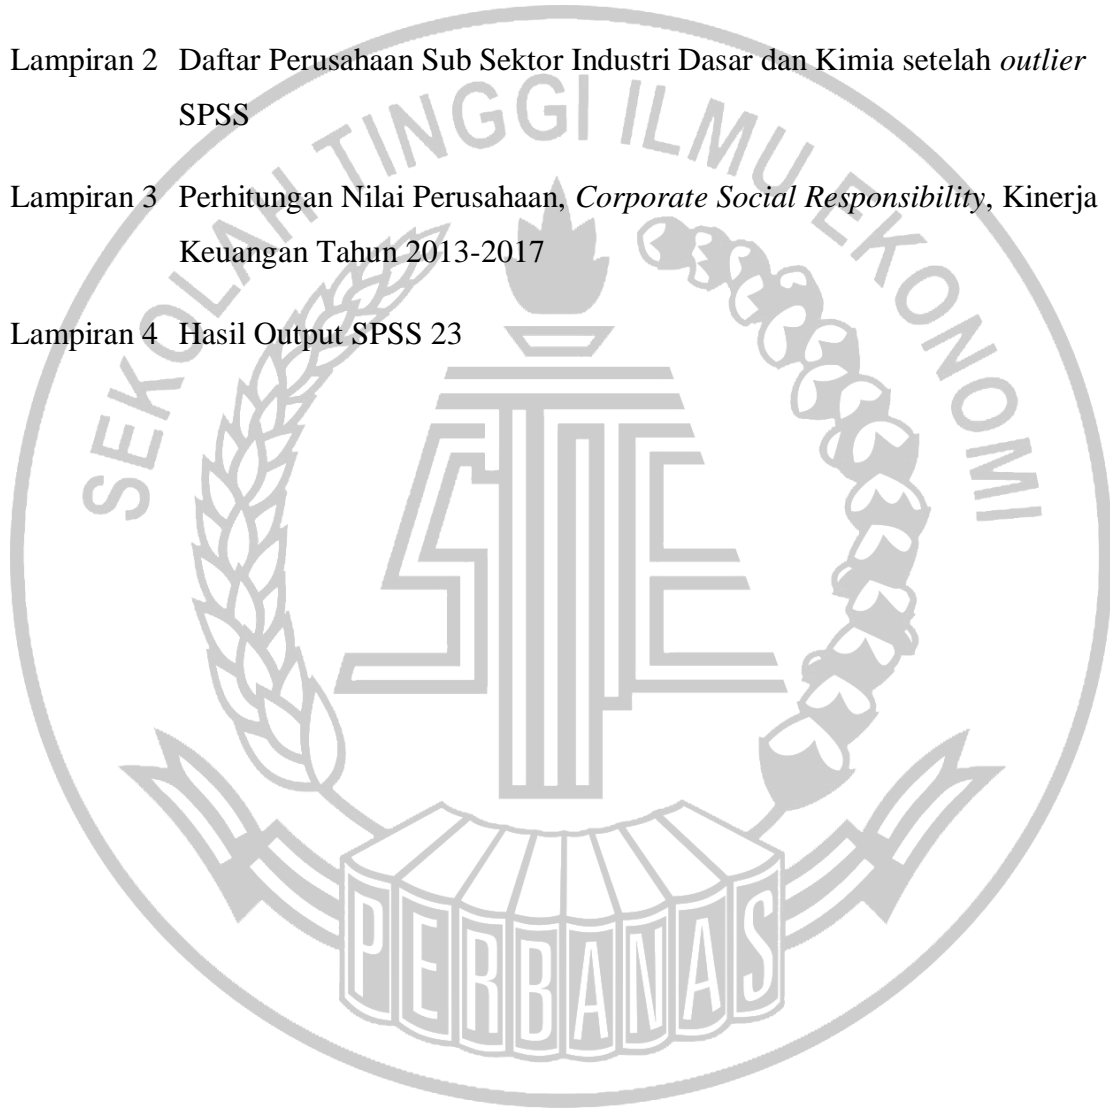 Lampiran 2 Daftar Perusahaan Sub Sektor Industri Dasar dan Kimia setelah outlier
SPSS
Lampiran 3 Perhitungan Nilai Perusahaan, Corporate Social Responsibility, Kinerja
Keuangan Tahun 2013-2017
Lampiran 4 Hasil Output SPSS 23
SEKOLAH TINGGI ILMU EKONOMI
STIE
PERBANAS